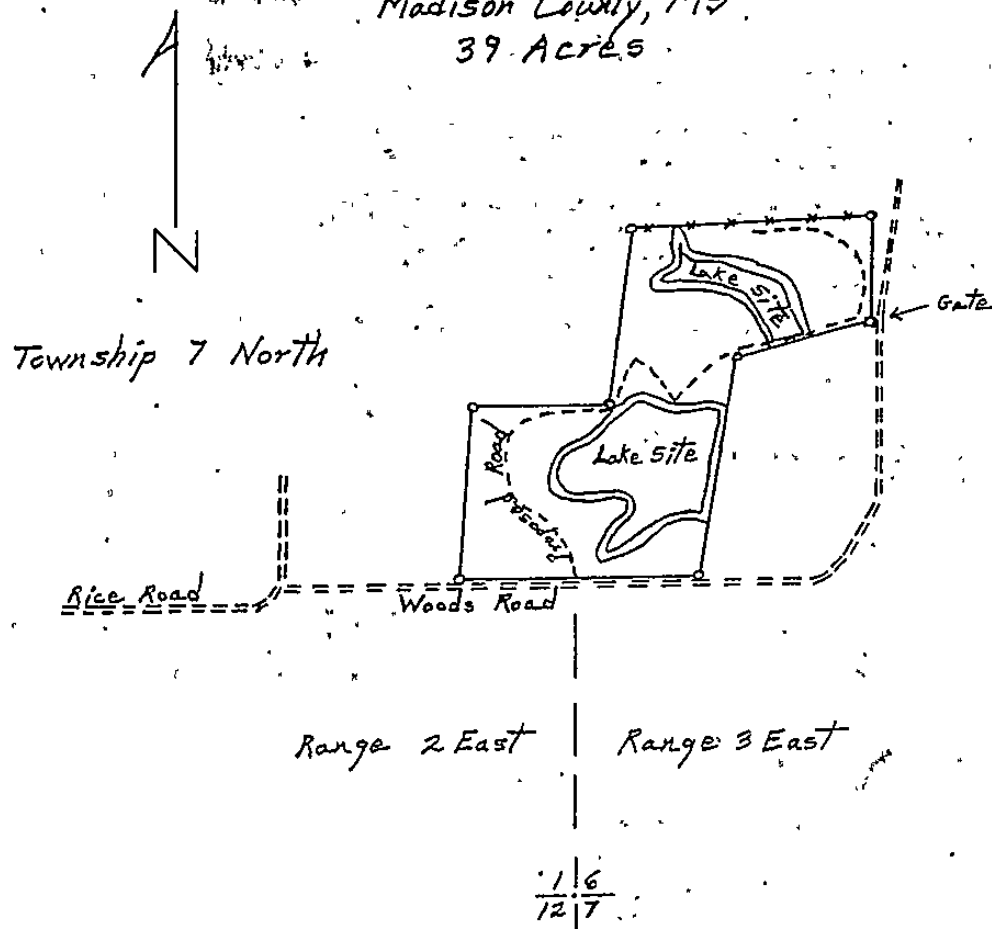 Madison County, Ms.
39 Acres
N
Township 7 North
Lake Site
Gate
Lake Site
Proposed Road
Rice Road
Woods Road
Range 2 East
Range 3 East
1 6
12 7